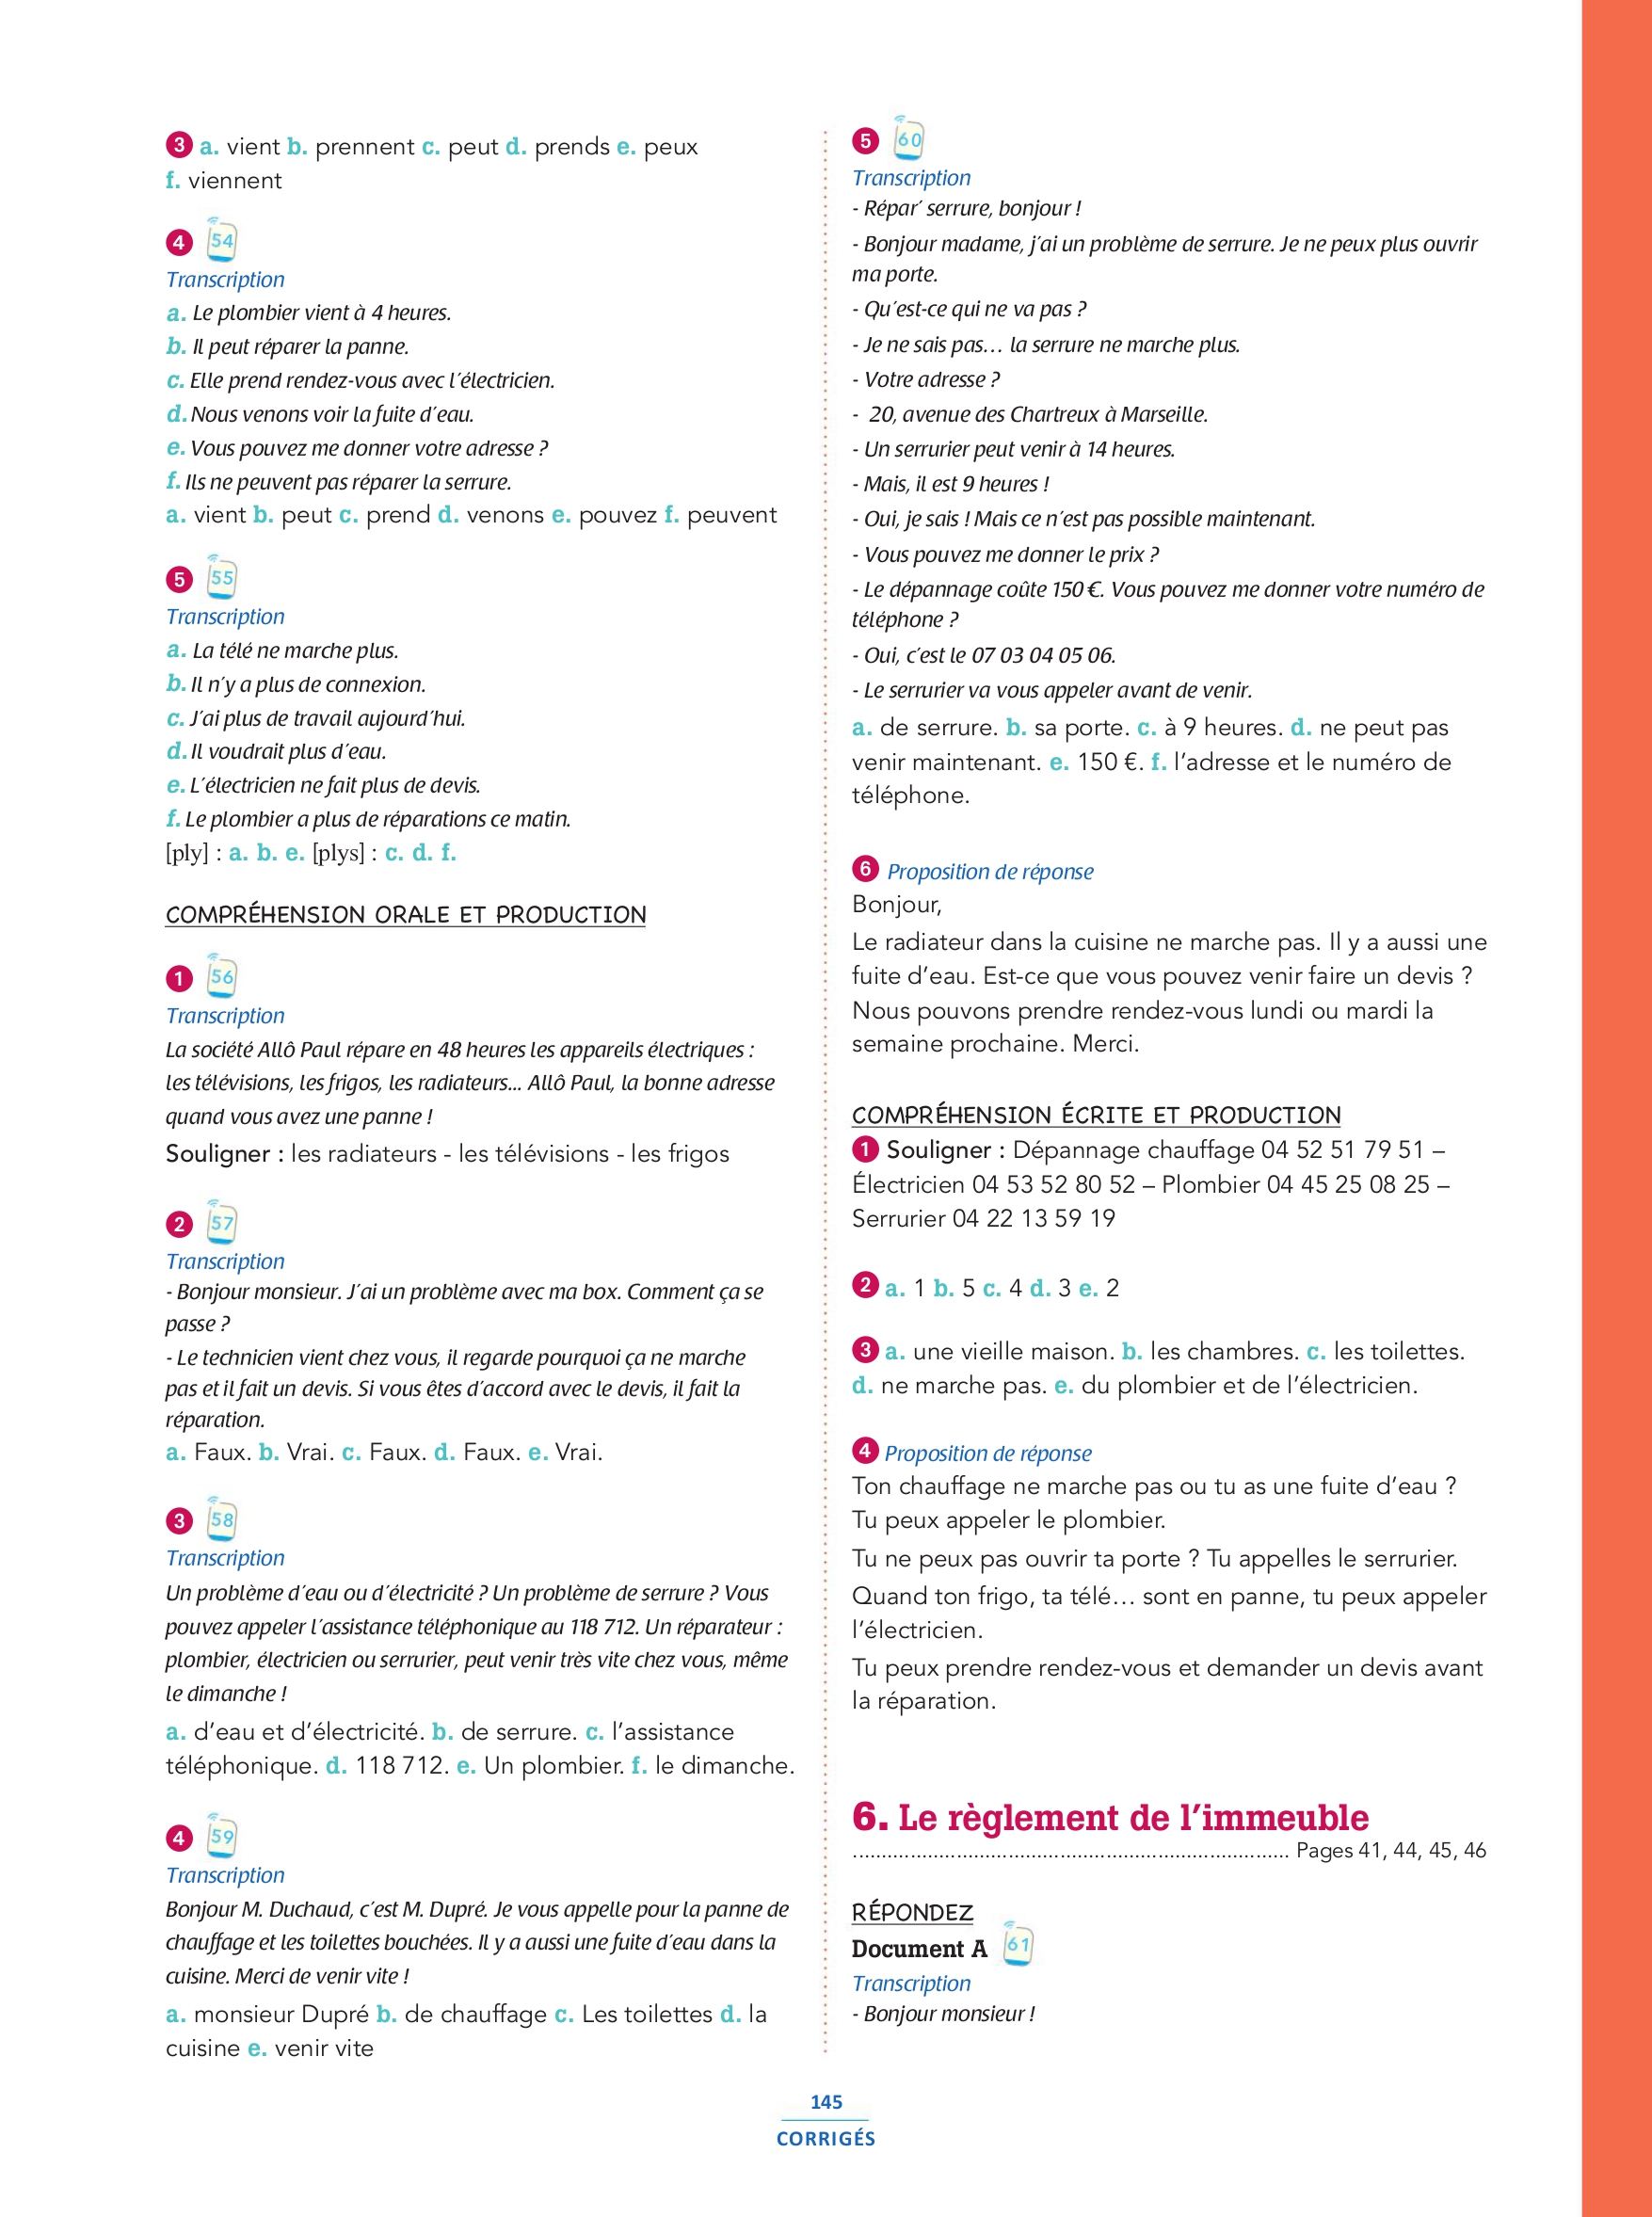 3 a. vient b. prennent c. peut d. prends e. peux
f. viennent
4 54
Transcription
a. Le plombier vient à 4 heures.
b. Il peut réparer la panne.
c. Elle prend rendez-vous avec l'électricien.
d. Nous venons voir la fuite d'eau.
e. Vous pouvez me donner votre adresse ?
f. Ils ne peuvent pas réparer la serrure.
a. vient b. peut c. prend d. venons e. pouvez f. peuvent
5 55
Transcription
a. La télé ne marche plus.
b. Il n'y a plus de connexion.
c. J'ai plus de travail aujourd'hui.
d. Il voudrait plus d'eau.
e. L'électricien ne fait plus de devis.
f. Le plombier a plus de réparations ce matin.
[ply] : a. b. e. [plys] : c. d. f.
COMPRÉHENSION ORALE ET PRODUCTION
1 56
Transcription
La société Allô Paul répare en 48 heures les appareils électriques :
les télévisions, les frigos, les radiateurs... Allô Paul, la bonne adresse
quand vous avez une panne !
Souligner : les radiateurs - les télévisions - les frigos
2 57
Transcription
- Bonjour monsieur. J'ai un problème avec ma box. Comment ça se
passe ?
- Le technicien vient chez vous, il regarde pourquoi ça ne marche
pas et il fait un devis. Si vous êtes d'accord avec le devis, il fait la
réparation.
a. Faux. b. Vrai. c. Faux. d. Faux. e. Vrai.
3 58
Transcription
Un problème d'eau ou d'électricité ? Un problème de serrure ? Vous
pouvez appeler l'assistance téléphonique au 118 712. Un réparateur :
plombier, électricien ou serrurier, peut venir très vite chez vous, même
le dimanche !
a. d'eau et d'électricité. b. de serrure. c. l'assistance
téléphonique. d. 118 712. e. Un plombier. f. le dimanche.
4 59
Transcription
Bonjour M. Duchaud, c'est M. Dupré. Je vous appelle pour la panne de
chauffage et les toilettes bouchées. Il y a aussi une fuite d'eau dans la
cuisine. Merci de venir vite !
a. monsieur Dupré b. de chauffage c. Les toilettes d. la
cuisine e. venir vite
5 60
Transcription
- Répar' serrure, bonjour !
- Bonjour madame, j'ai un problème de serrure. Je ne peux plus ouvrir
ma porte.
- Qu'est-ce qui ne va pas ?
- Je ne sais pas… la serrure ne marche plus.
- Votre adresse ?
- 20, avenue des Chartreux à Marseille.
- Un serrurier peut venir à 14 heures.
- Mais, il est 9 heures !
- Oui, je sais ! Mais ce n'est pas possible maintenant.
- Vous pouvez me donner le prix ?
- Le dépannage coûte 150 €. Vous pouvez me donner votre numéro de
téléphone ?
- Oui, c'est le 07 03 04 05 06.
- Le serrurier va vous appeler avant de venir.
a. de serrure. b. sa porte. c. à 9 heures. d. ne peut pas
venir maintenant. e. 150 €. f. l'adresse et le numéro de
téléphone.
6 Proposition de réponse
Bonjour,
Le radiateur dans la cuisine ne marche pas. Il y a aussi une
fuite d'eau. Est-ce que vous pouvez venir faire un devis ?
Nous pouvons prendre rendez-vous lundi ou mardi la
semaine prochaine. Merci.
COMPRÉHENSION ÉCRITE ET PRODUCTION
1 Souligner : Dépannage chauffage 04 52 51 79 51 –
Électricien 04 53 52 80 52 – Plombier 04 45 25 08 25 –
Serrurier 04 22 13 59 19
2 a. 1 b. 5 c. 4 d. 3 e. 2
3 a. une vieille maison. b. les chambres. c. les toilettes.
d. ne marche pas. e. du plombier et de l'électricien.
4 Proposition de réponse
Ton chauffage ne marche pas ou tu as une fuite d'eau ?
Tu peux appeler le plombier.
Tu ne peux pas ouvrir ta porte ? Tu appelles le serrurier.
Quand ton frigo, ta télé… sont en panne, tu peux appeler
l'électricien.
Tu peux prendre rendez-vous et demander un devis avant
la réparation.
6. Le règlement de l'immeuble
........................................................................... Pages 41, 44, 45, 46
RÉPONDEZ
Document A 61
Transcription
- Bonjour monsieur !
145
CORRIGÉS